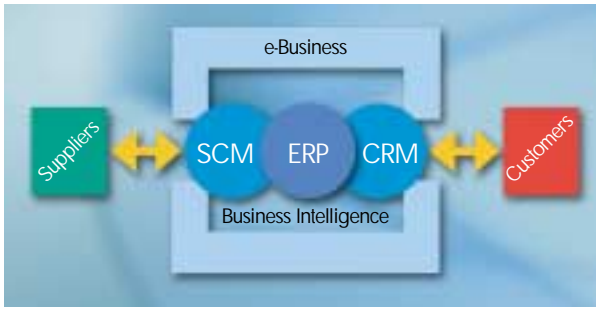 e-Business
Suppliers
SCM
ERP
CRM
Customers
Business Intelligence